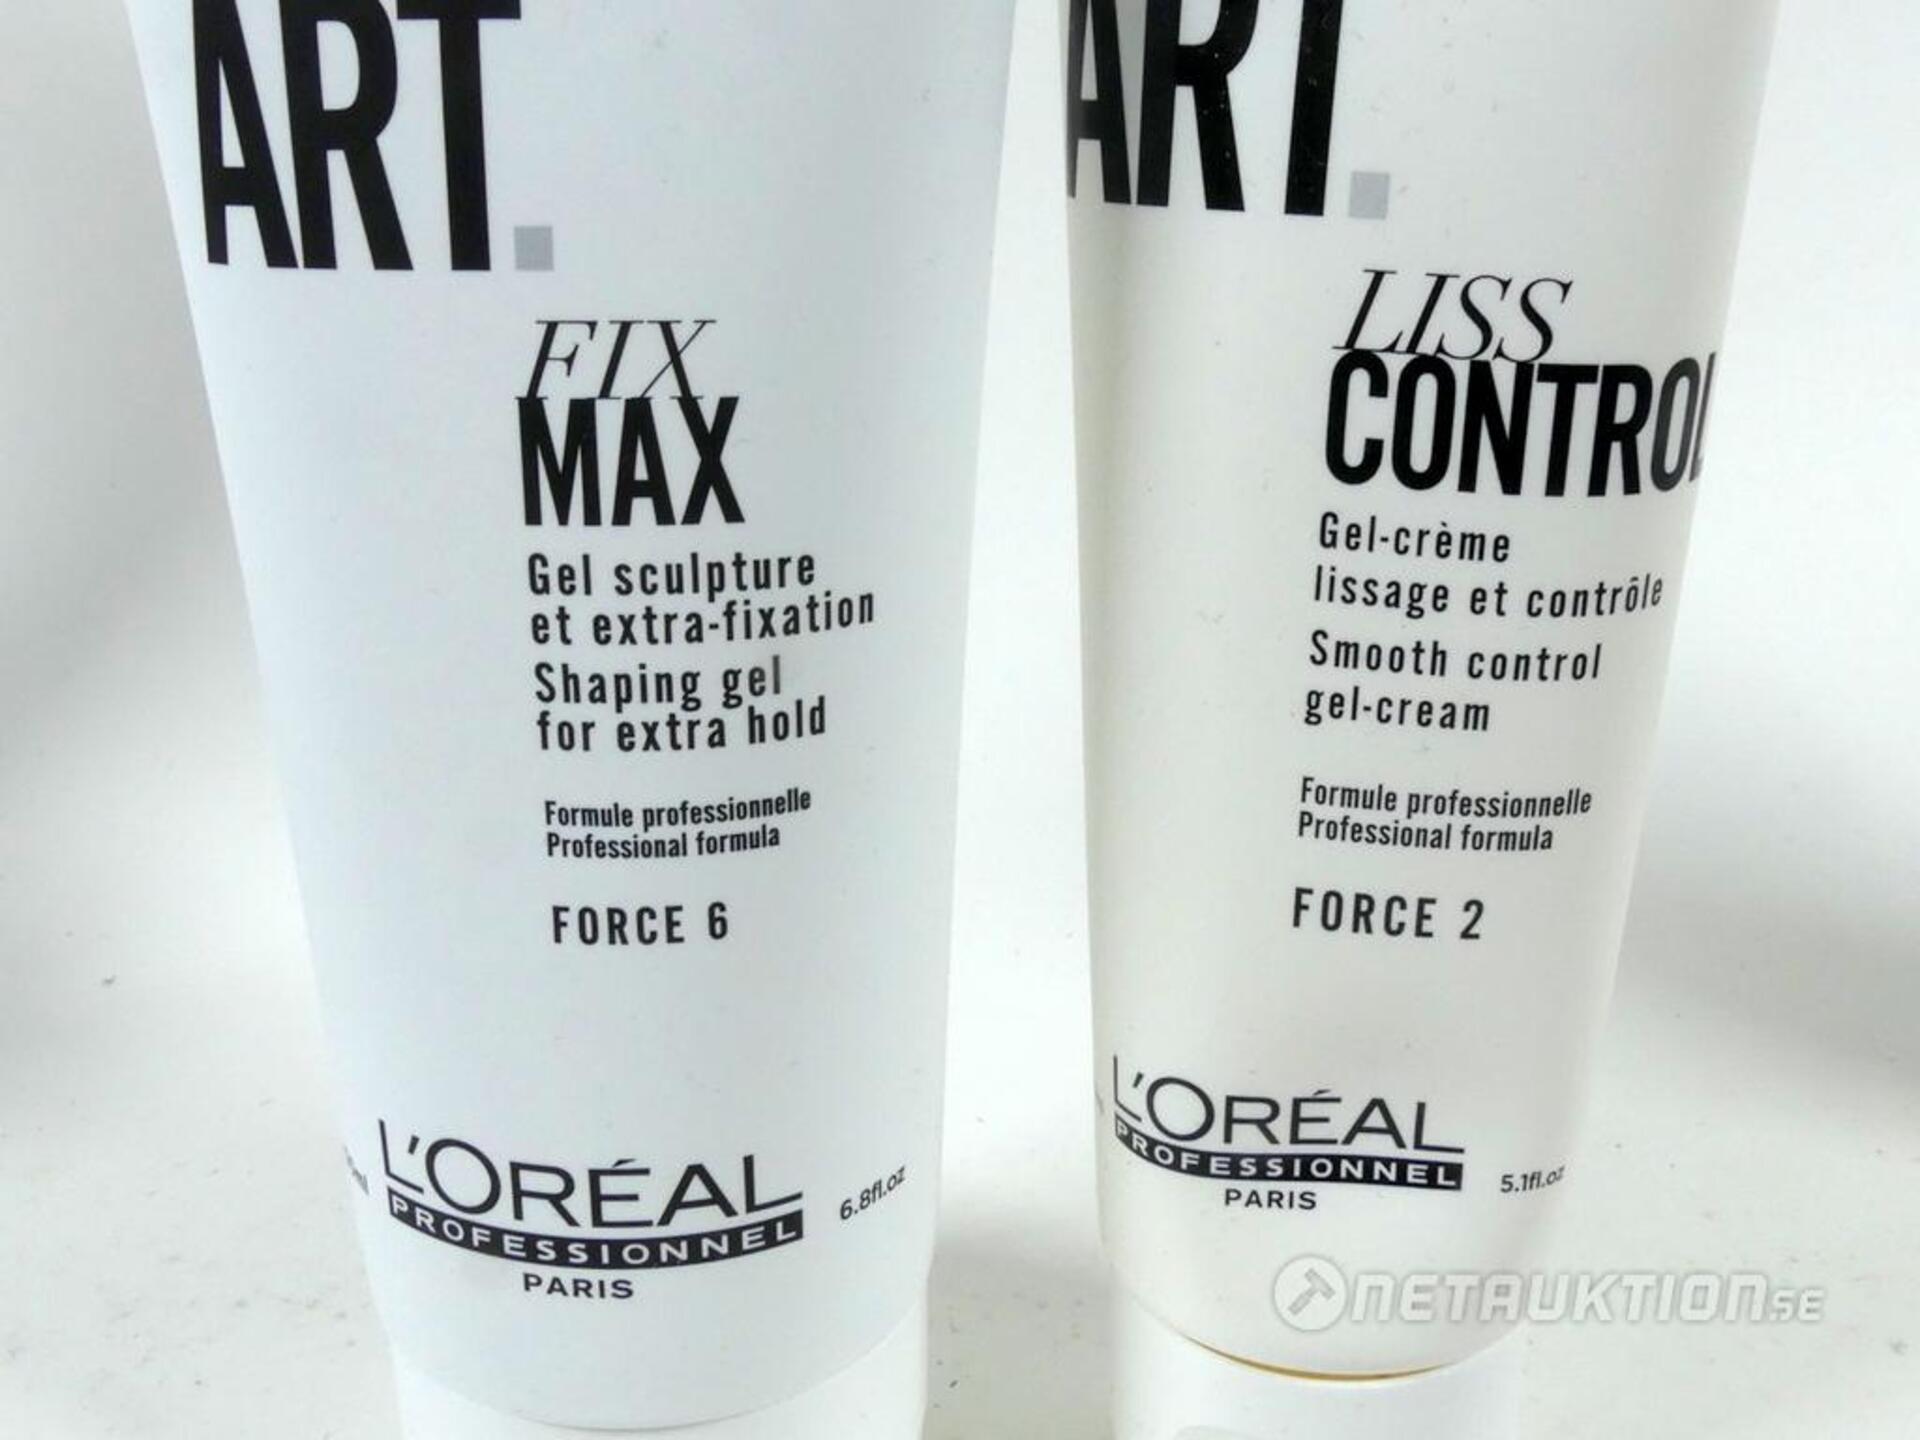 ART.
FIX
MAX
Gel sculpture
et extra-fixation
Shaping gel
for extra hold
Formule professionnelle
Professional formula
FORCE 6
L'ORÉAL
PROFESSIONNEL
PARIS
6.8fl.oz
ART.
LISS
CONTROL
Gel-crème
lissage et contrôle
Smooth control
gel-cream
Formule professionnelle
Professional formula
FORCE 2
L'ORÉAL
PROFESSIONNEL
PARIS
5.1fl.oz
NETAUKTION.SE